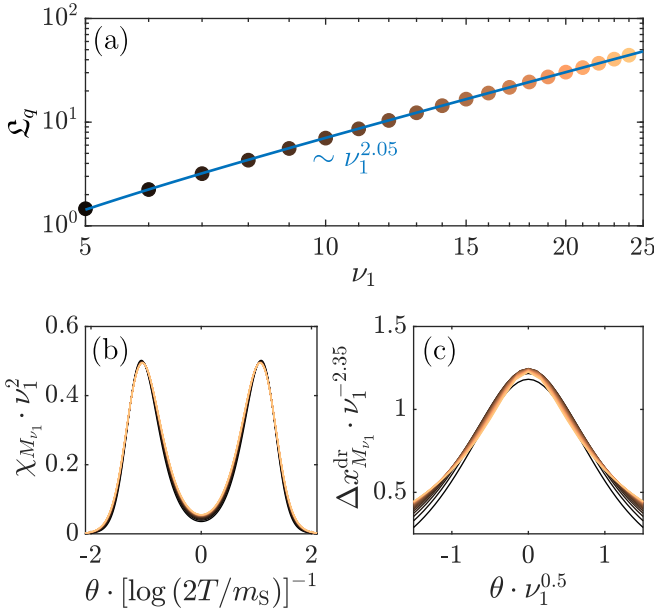 (a)
𝔏_q
10^2
10^1
10^0
∼ ν_1^{2.05}
5 10 15 20 25
ν_1
(b)
χ_{M_{ν_1}} · ν_1^2
0.6
0.4
0.2
0
-2 0 2
θ · [log (2T/m_S)]^{-1}
(c)
Δx^{dr}_{M_{ν_1}} · ν_1^{-2.35}
1.5
1
0.5
-1 0 1
θ · ν_1^{0.5}